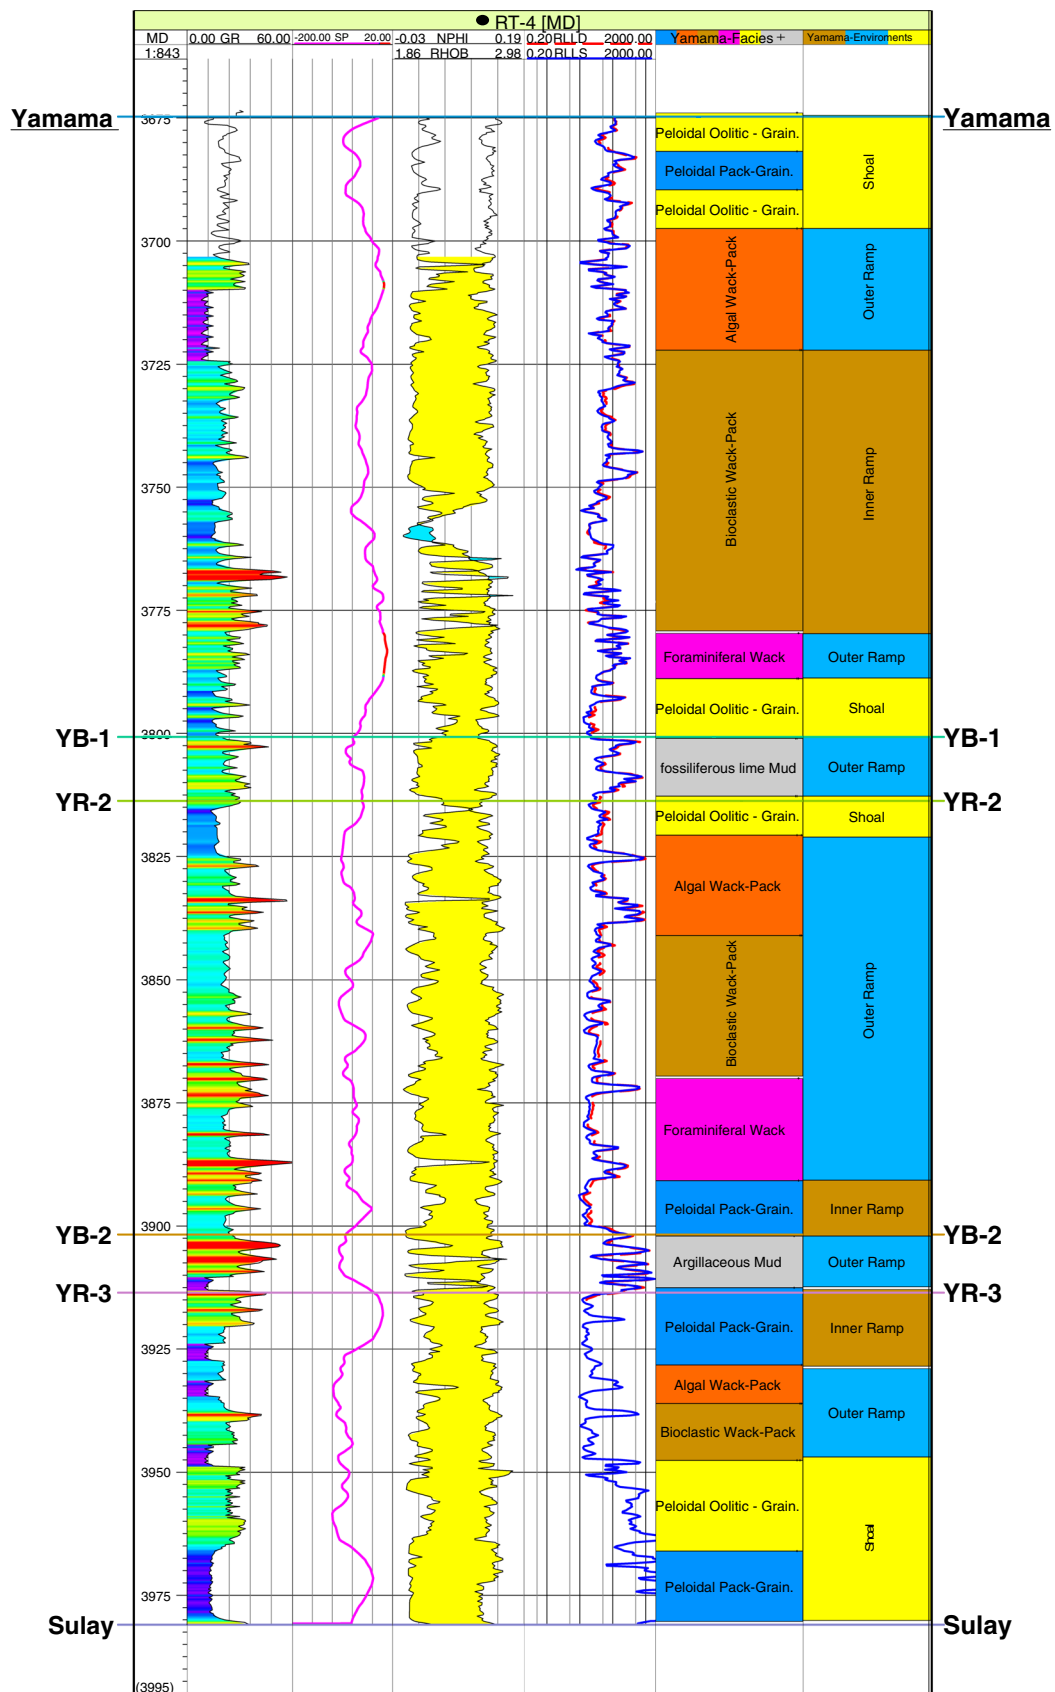 RT-4 [MD]
MD 0.00 GR 60.00 -200.00 SP 20.00 -0.03 NPHI 0.19 0.20 RLLD 2000.00 Yamama-Facies + Yamama-Enviroments
1:843 1.86 RHOB 2.98 0.20 RLLS 2000.00
Yamama 3675 Yamama
Peloidal Oolitic - Grain.
Shoal
Peloidal Pack-Grain.
Peloidal Oolitic - Grain.
3700
Algal Wack-Pack
Outer Ramp
3725
3750
Bioclastic Wack-Pack
Inner Ramp
3775
Foraminiferal Wack Outer Ramp
Peloidal Oolitic - Grain. Shoal
YB-1 3800 YB-1
fossiliferous lime Mud Outer Ramp
YR-2 YR-2
Peloidal Oolitic - Grain. Shoal
3825
Algal Wack-Pack
3850
Bioclastic Wack-Pack
Outer Ramp
3875
Foraminiferal Wack
3900
Peloidal Pack-Grain. Inner Ramp
YB-2 YB-2
Argillaceous Mud Outer Ramp
YR-3 YR-3
Peloidal Pack-Grain. Inner Ramp
3925
Algal Wack-Pack
Outer Ramp
Bioclastic Wack-Pack
3950
Peloidal Oolitic - Grain.
Shoal
3975
Peloidal Pack-Grain.
Sulay Sulay
(3995)